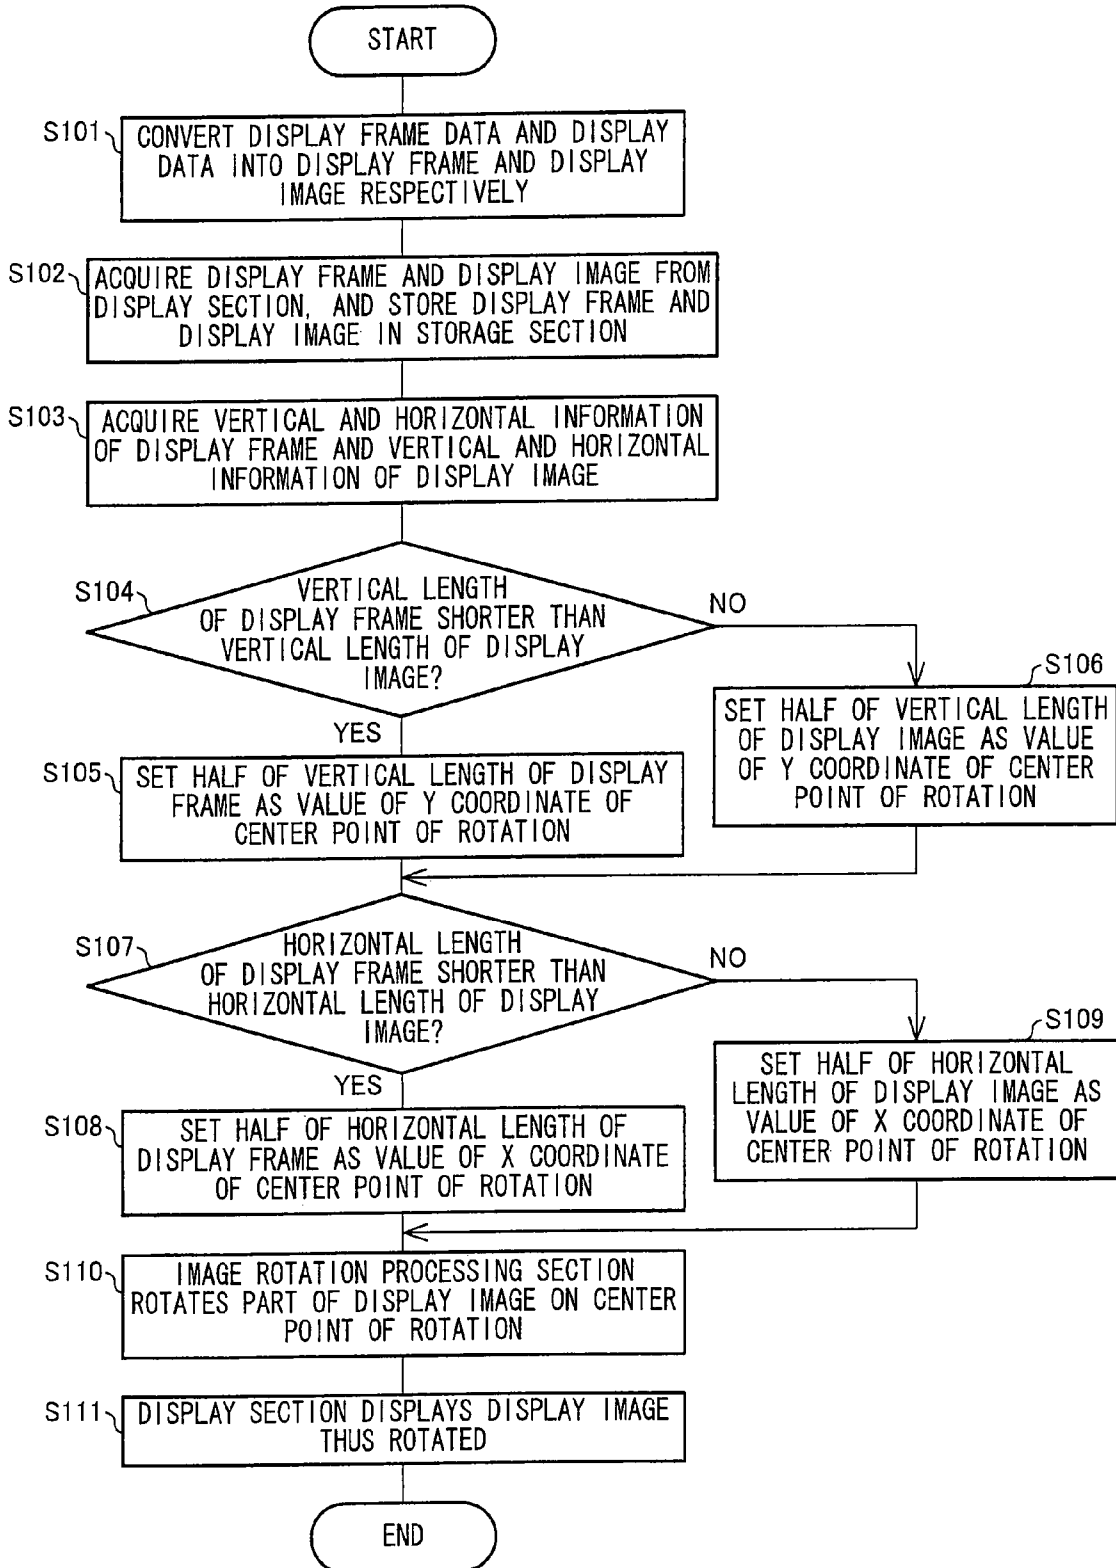 START
S101
CONVERT DISPLAY FRAME DATA AND DISPLAY
DATA INTO DISPLAY FRAME AND DISPLAY
IMAGE RESPECTIVELY
S102
ACQUIRE DISPLAY FRAME AND DISPLAY IMAGE FROM
DISPLAY SECTION, AND STORE DISPLAY FRAME AND
DISPLAY IMAGE IN STORAGE SECTION
S103
ACQUIRE VERTICAL AND HORIZONTAL INFORMATION
OF DISPLAY FRAME AND VERTICAL AND HORIZONTAL
INFORMATION OF DISPLAY IMAGE
S104
VERTICAL LENGTH
OF DISPLAY FRAME SHORTER THAN
VERTICAL LENGTH OF DISPLAY
IMAGE?
NO
YES
S106
SET HALF OF VERTICAL LENGTH
OF DISPLAY IMAGE AS VALUE
OF Y COORDINATE OF CENTER
POINT OF ROTATION
S105
SET HALF OF VERTICAL LENGTH OF DISPLAY
FRAME AS VALUE OF Y COORDINATE OF
CENTER POINT OF ROTATION
S107
HORIZONTAL LENGTH
OF DISPLAY FRAME SHORTER THAN
HORIZONTAL LENGTH OF DISPLAY
IMAGE?
NO
YES
S109
SET HALF OF HORIZONTAL
LENGTH OF DISPLAY IMAGE AS
VALUE OF X COORDINATE OF
CENTER POINT OF ROTATION
S108
SET HALF OF HORIZONTAL LENGTH OF
DISPLAY FRAME AS VALUE OF X COORDINATE
OF CENTER POINT OF ROTATION
S110
IMAGE ROTATION PROCESSING SECTION
ROTATES PART OF DISPLAY IMAGE ON CENTER
POINT OF ROTATION
S111
DISPLAY SECTION DISPLAYS DISPLAY IMAGE
THUS ROTATED
END